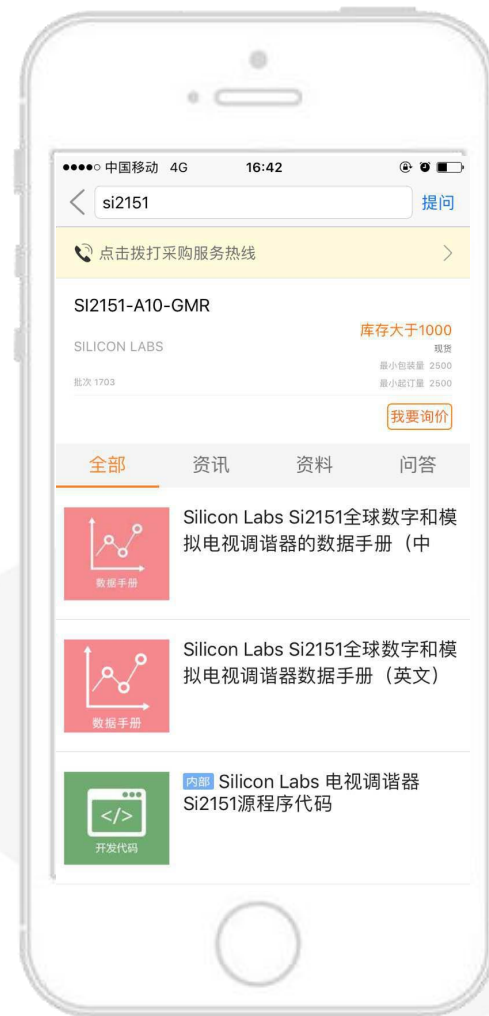 中国移动 4G 16:42
si2151 提问
点击拨打采购服务热线
SI2151-A10-GMR
库存大于1000
SILICON LABS
现货
最小包装量 2500
批次 1703
最小起订量 2500
我要询价
全部 资讯 资料 问答
Silicon Labs Si2151全球数字和模
拟电视调谐器的数据手册（中
数据手册
Silicon Labs Si2151全球数字和模
拟电视调谐器数据手册（英文）
数据手册
内部 Silicon Labs 电视调谐器
Si2151源程序代码
</>
开发代码